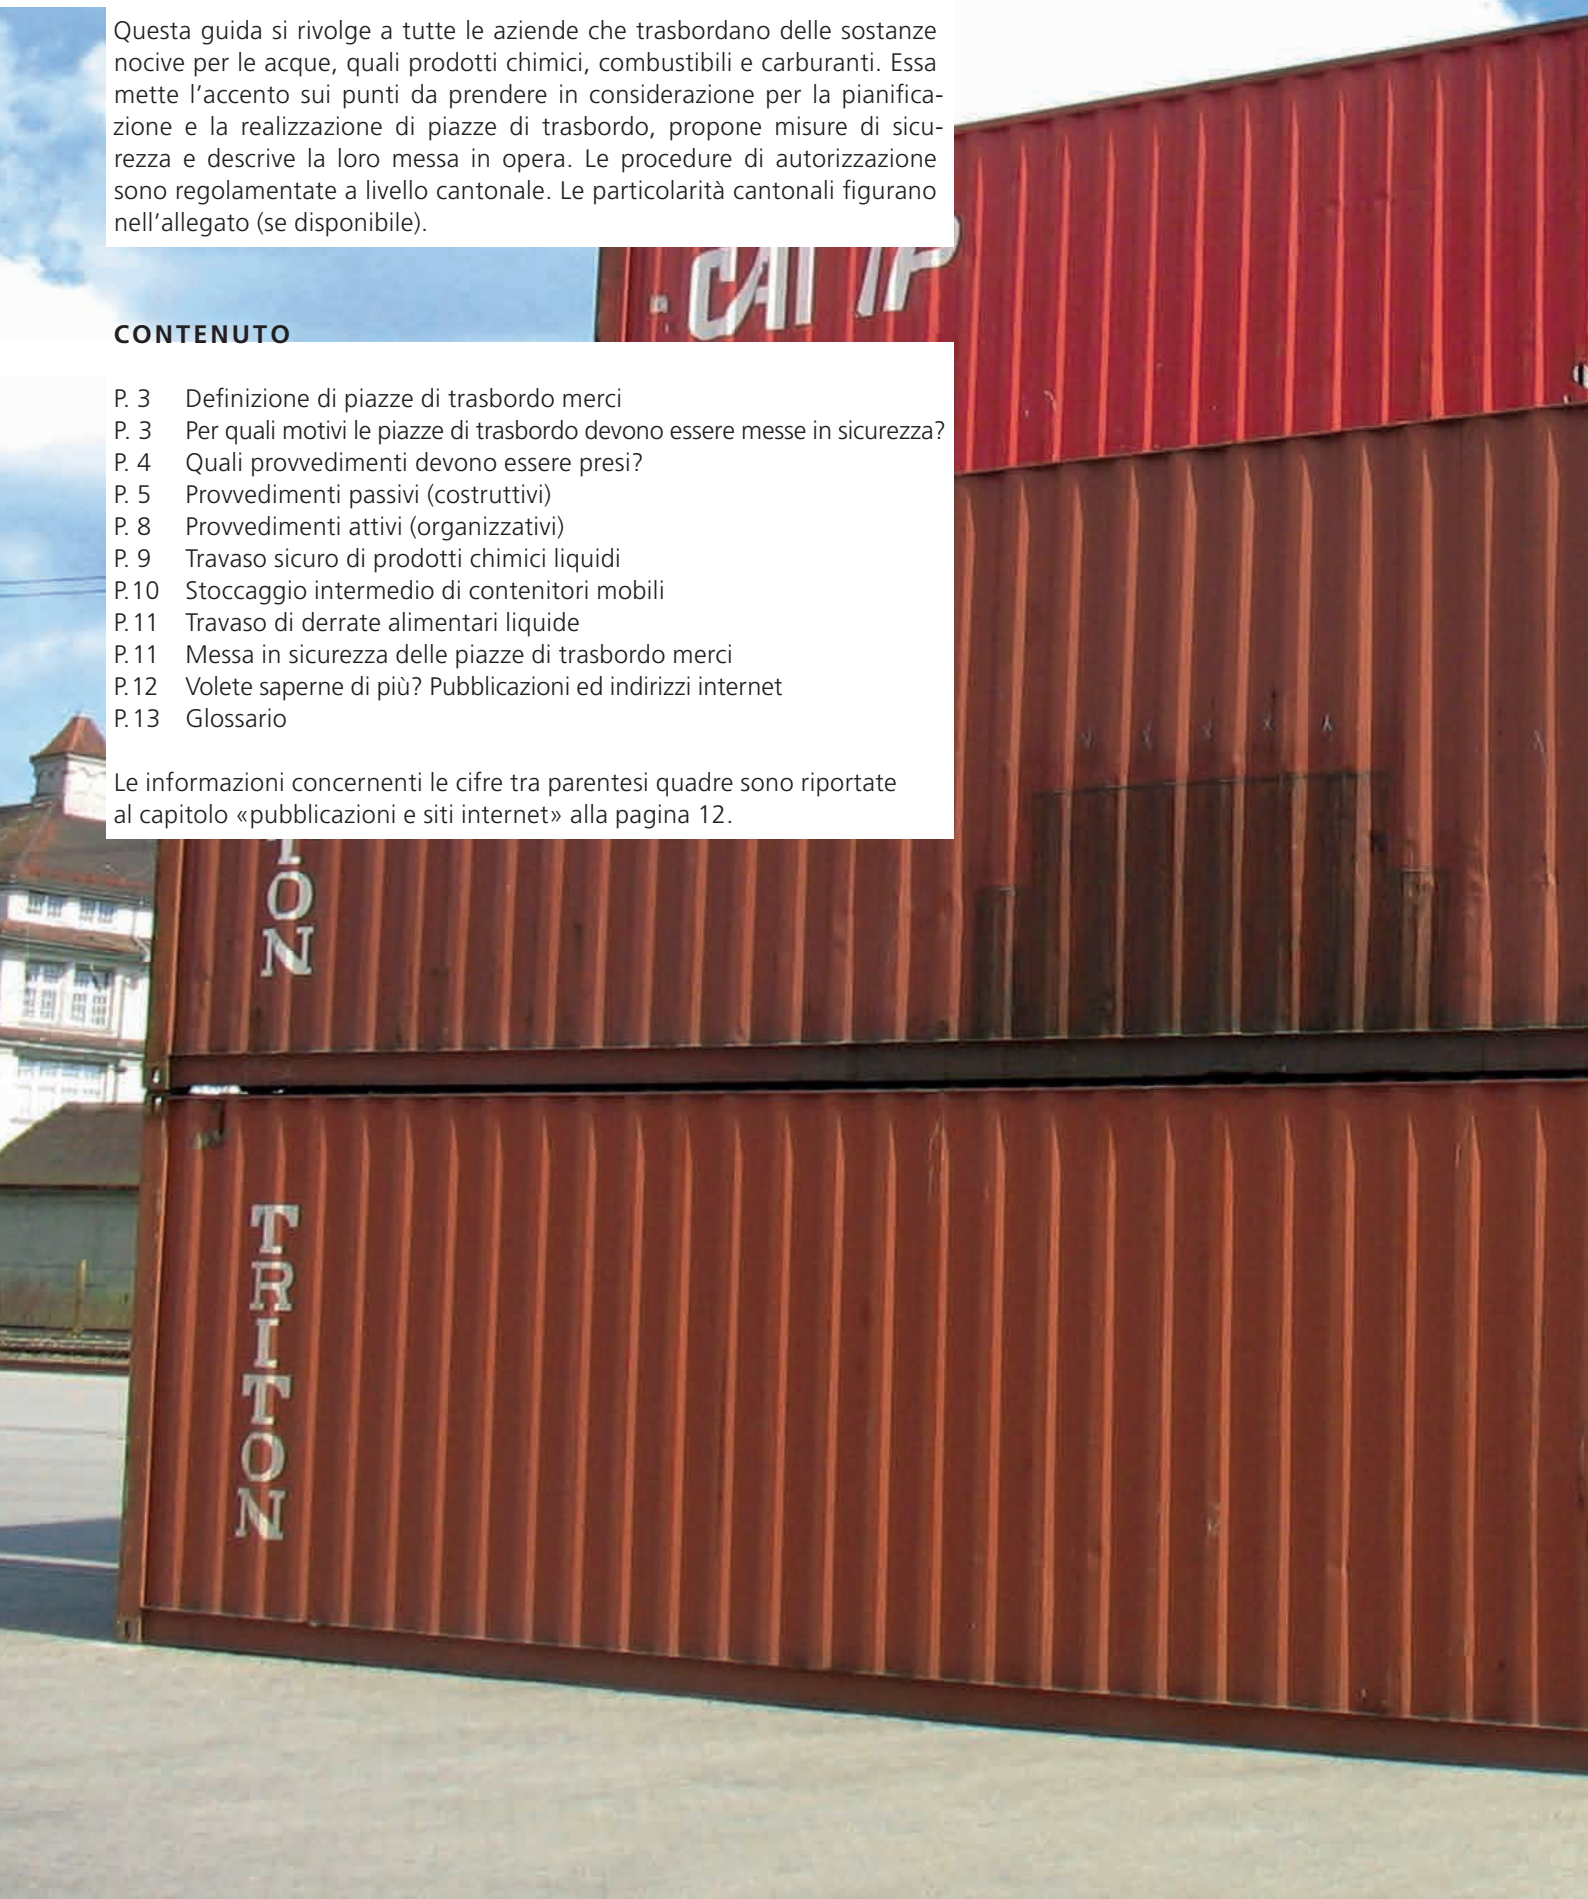 Questa guida si rivolge a tutte le aziende che trasbordano delle sostanze
nocive per le acque, quali prodotti chimici, combustibili e carburanti. Essa
mette l'accento sui punti da prendere in considerazione per la pianifica-
zione e la realizzazione di piazze di trasbordo, propone misure di sicu-
rezza e descrive la loro messa in opera. Le procedure di autorizzazione
sono regolamentate a livello cantonale. Le particolarità cantonali figurano
nell'allegato (se disponibile).
CONTENUTO
P. 3 Definizione di piazze di trasbordo merci
P. 3 Per quali motivi le piazze di trasbordo devono essere messe in sicurezza?
P. 4 Quali provvedimenti devono essere presi?
P. 5 Provvedimenti passivi (costruttivi)
P. 8 Provvedimenti attivi (organizzativi)
P. 9 Travaso sicuro di prodotti chimici liquidi
P.10 Stoccaggio intermedio di contenitori mobili
P.11 Travaso di derrate alimentari liquide
P.11 Messa in sicurezza delle piazze di trasbordo merci
P.12 Volete saperne di più? Pubblicazioni ed indirizzi internet
P.13 Glossario
Le informazioni concernenti le cifre tra parentesi quadre sono riportate
al capitolo «pubblicazioni e siti internet» alla pagina 12.
TON
TRITON